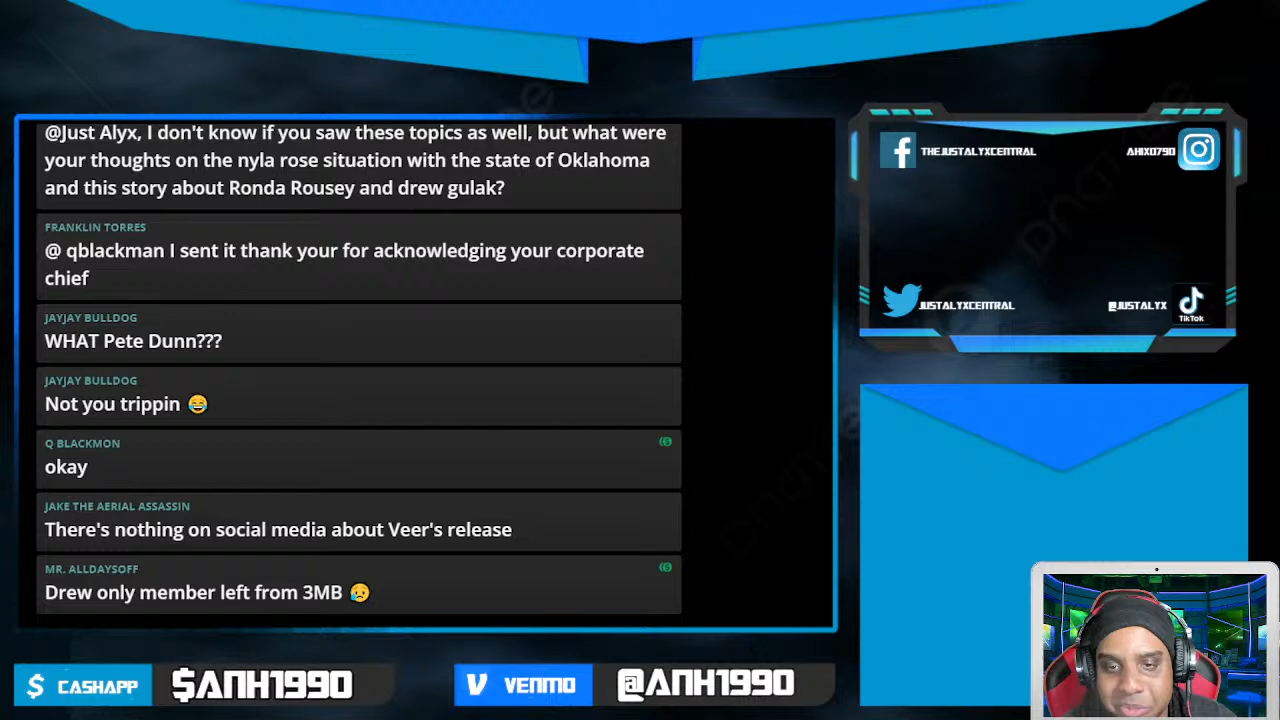 @Just Alyx, I don't know if you saw these topics as well, but what were
your thoughts on the nyla rose situation with the state of Oklahoma
and this story about Ronda Rousey and drew gulak?
FRANKLIN TORRES
@ qblackman I sent it thank your for acknowledging your corporate
chief
JAYJAY BULLDOG
WHAT Pete Dunn???
JAYJAY BULLDOG
Not you trippin 😂
Q BLACKMON
okay
JAKE THE AERIAL ASSASSIN
There's nothing on social media about Veer's release
MR. ALLDAYSOFF
Drew only member left from 3MB 😥
THEJUSTALYXCENTRAL
AHIX0790
JUSTALYXCENTRAL
@JUSTALYX
TikTok
$ CASHAPP
$ANH1990
V VENMO
@ANH1990